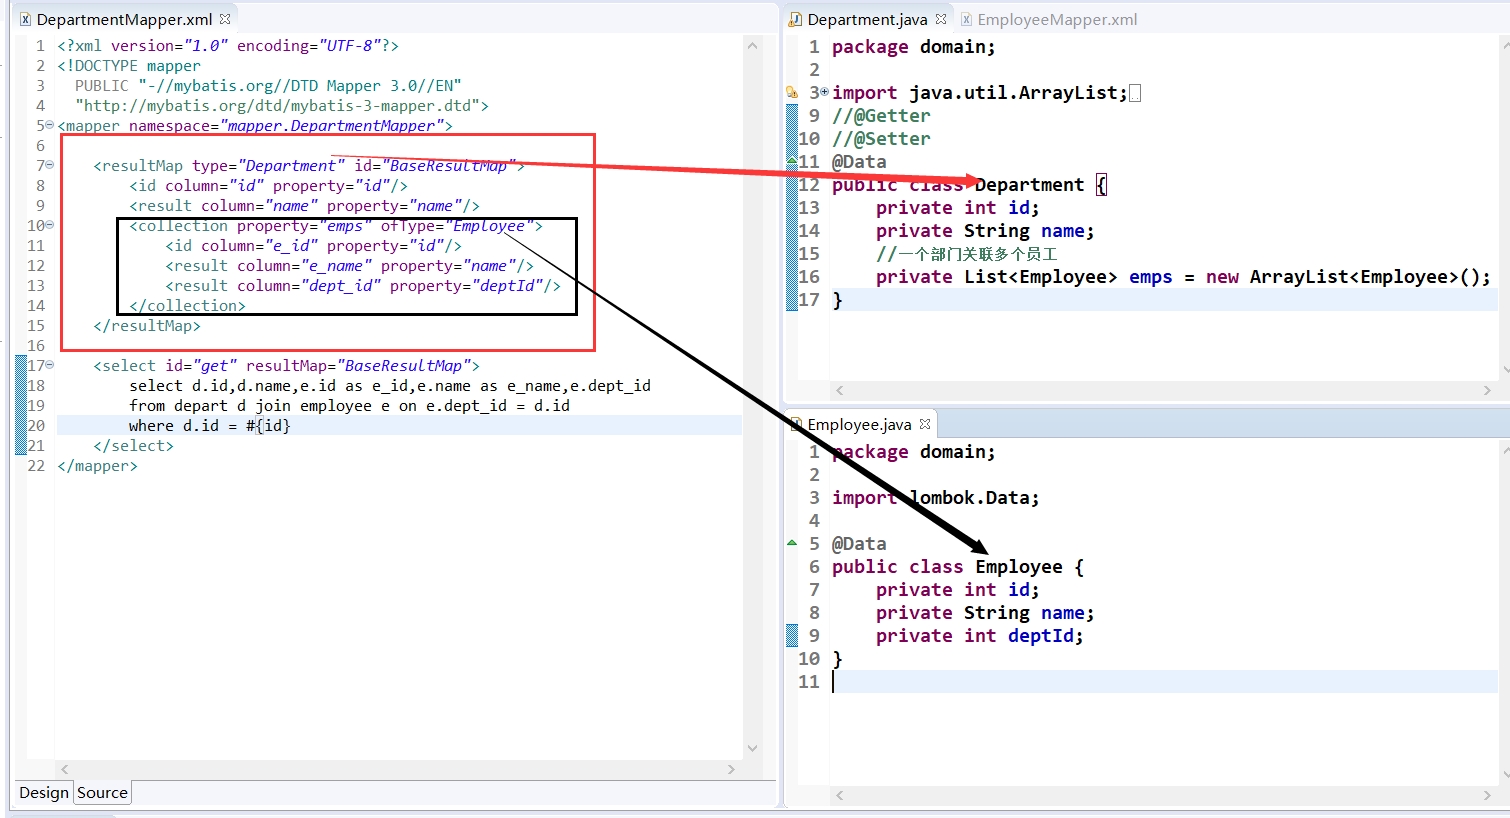 DepartmentMapper.xml
1 <?xml version="1.0" encoding="UTF-8"?>
2 <!DOCTYPE mapper
3 PUBLIC "-//mybatis.org//DTD Mapper 3.0//EN"
4 "http://mybatis.org/dtd/mybatis-3-mapper.dtd">
5 <mapper namespace="mapper.DepartmentMapper">
6
7 <resultMap type="Department" id="BaseResultMap">
8 <id column="id" property="id"/>
9 <result column="name" property="name"/>
10 <collection property="emps" ofType="Employee">
11 <id column="e_id" property="id"/>
12 <result column="e_name" property="name"/>
13 <result column="dept_id" property="deptId"/>
14 </collection>
15 </resultMap>
16
17 <select id="get" resultMap="BaseResultMap">
18 select d.id,d.name,e.id as e_id,e.name as e_name,e.dept_id
19 from depart d join employee e on e.dept_id = d.id
20 where d.id = #{id}
21 </select>
22 </mapper>
Design Source
Department.java EmployeeMapper.xml
1 package domain;
2
3 import java.util.ArrayList;
9 //@Getter
10 //@Setter
11 @Data
12 public class Department {
13 private int id;
14 private String name;
15 //一个部门关联多个员工
16 private List<Employee> emps = new ArrayList<Employee>();
17 }
Employee.java
1 package domain;
2
3 import lombok.Data;
4
5 @Data
6 public class Employee {
7 private int id;
8 private String name;
9 private int deptId;
10 }
11